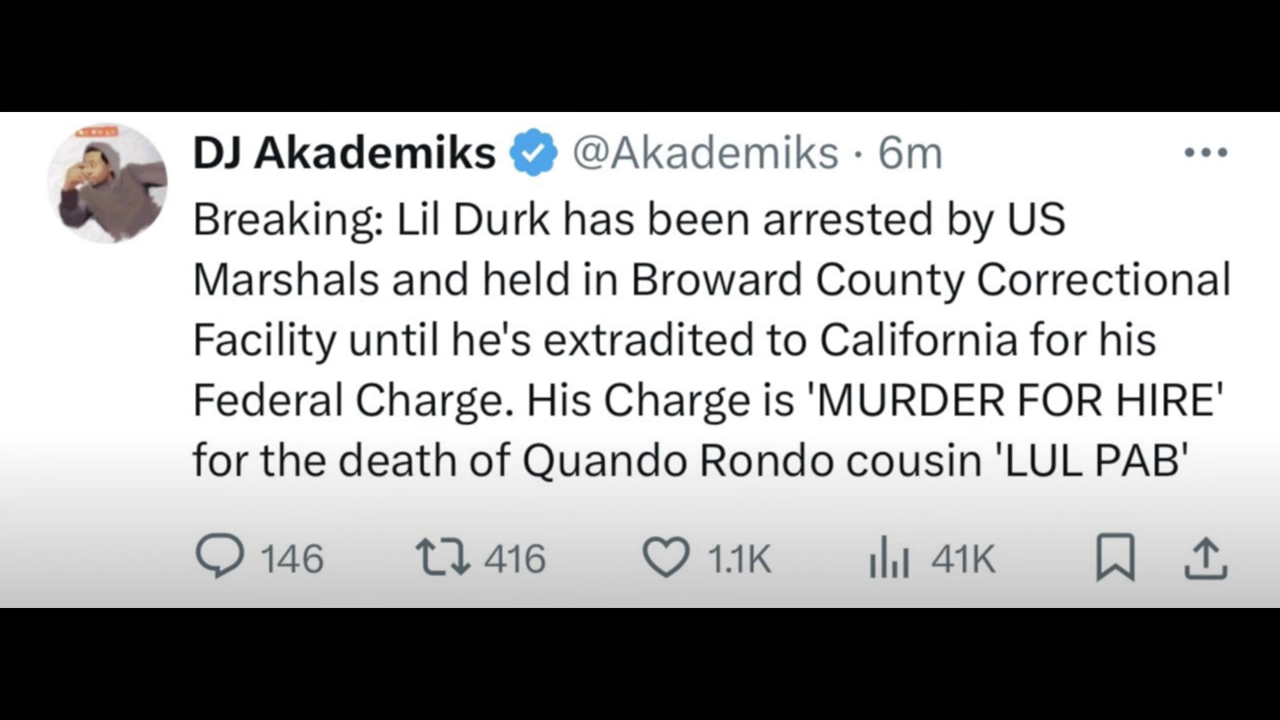 DJ Akademiks @Akademiks · 6m
Breaking: Lil Durk has been arrested by US
Marshals and held in Broward County Correctional
Facility until he's extradited to California for his
Federal Charge. His Charge is 'MURDER FOR HIRE'
for the death of Quando Rondo cousin 'LUL PAB'
146 416 1.1K 41K